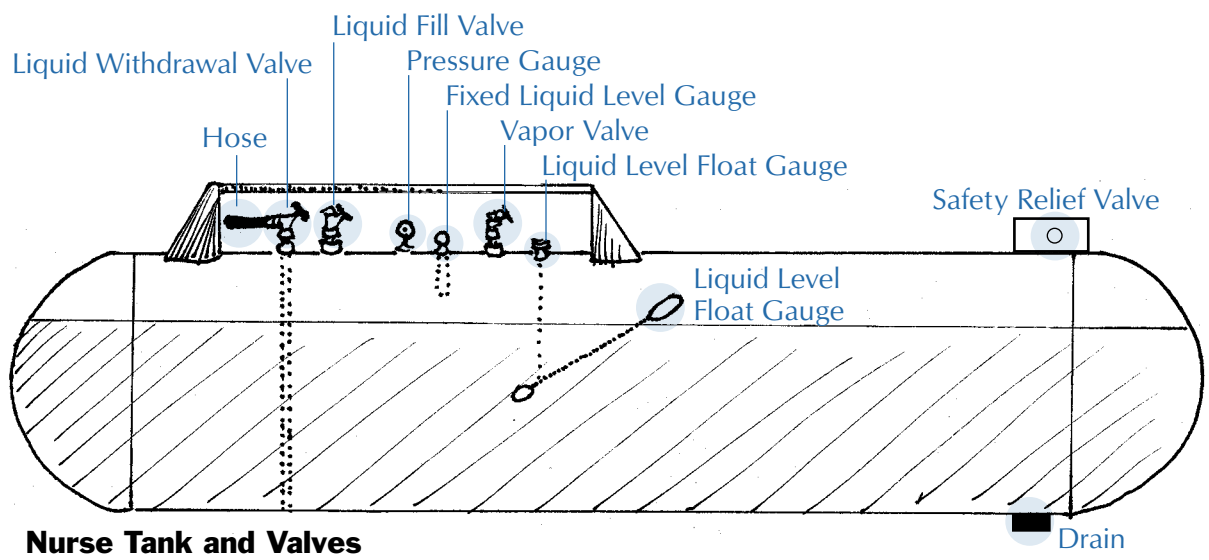 Liquid Fill Valve
Liquid Withdrawal Valve
Pressure Gauge
Fixed Liquid Level Gauge
Hose
Vapor Valve
Liquid Level Float Gauge
Safety Relief Valve
Liquid Level
Float Gauge
Drain
Nurse Tank and Valves